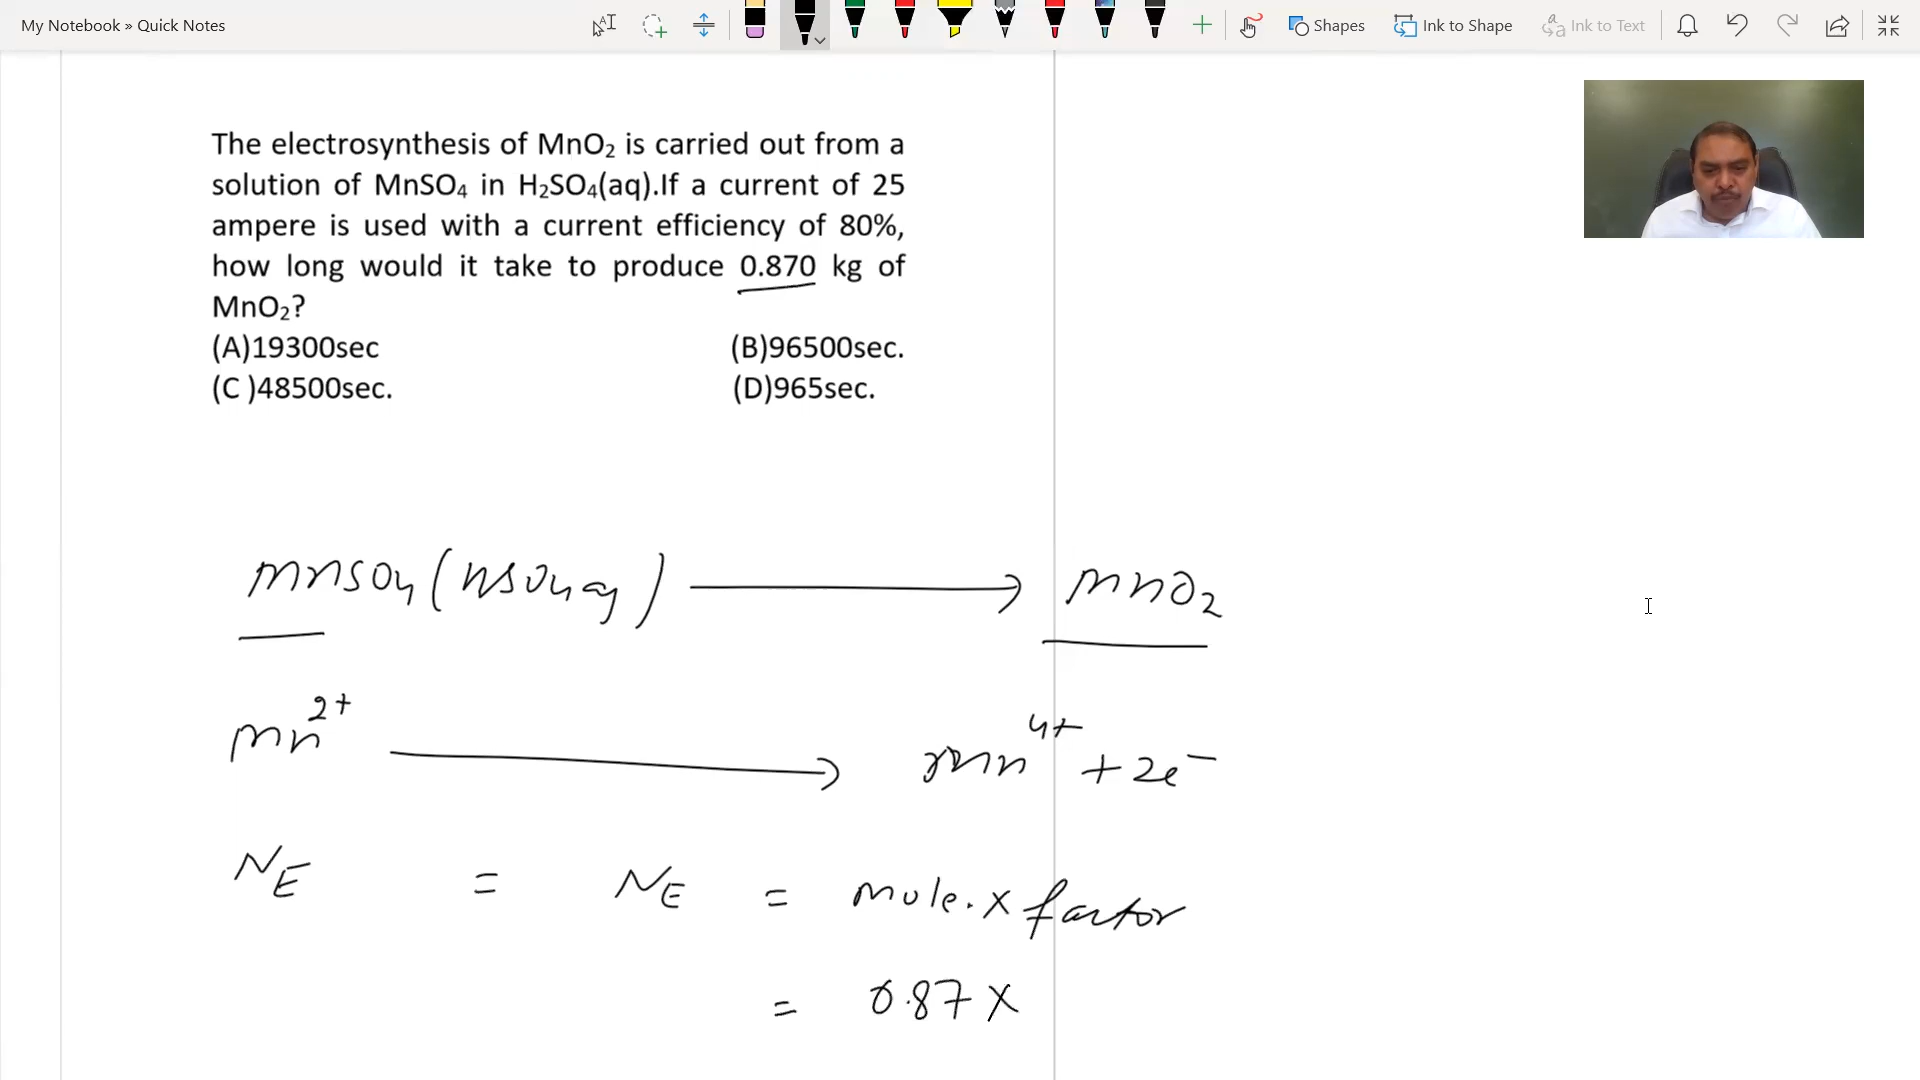 My Notebook » Quick Notes
Shapes
Ink to Shape
Ink to Text
The electrosynthesis of MnO₂ is carried out from a
solution of MnSO₄ in H₂SO₄(aq).If a current of 25
ampere is used with a current efficiency of 80%,
how long would it take to produce 0.870 kg of
MnO₂?
(A)19300sec (B)96500sec.
(C )48500sec. (D)965sec.
MnSO₄ ⟶ MnO₂
Mn²⁺ ⟶ Mn⁴⁺ + 2e⁻
N_E = N_E = mole. × factor
= 0.87 ×